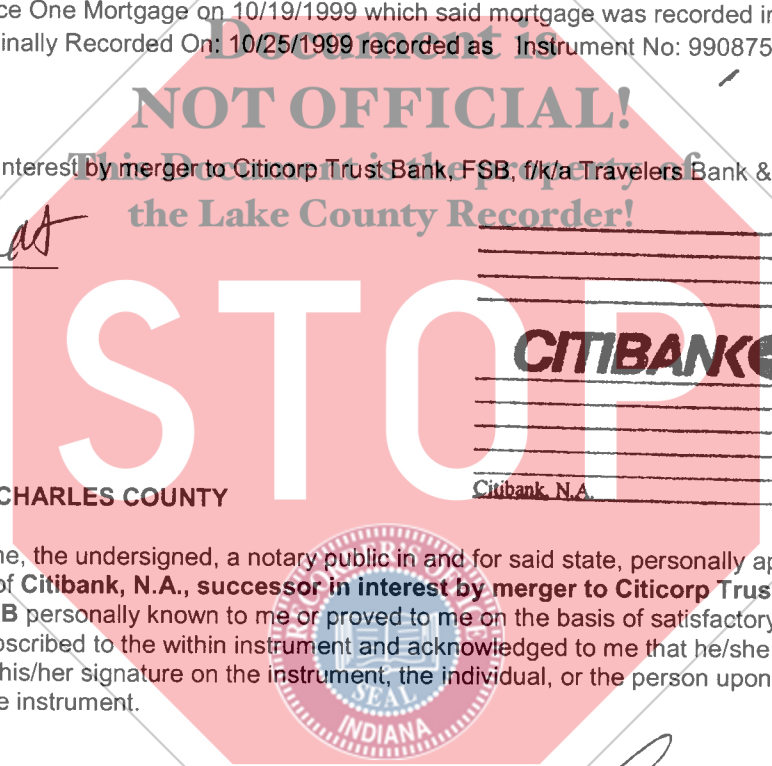 ce One Mortgage on 10/19/1999 which said mortgage was recorded in
inally Recorded On: 10/25/1999 recorded as Instrument No: 990875
Document is
NOT OFFICIAL!
nterest by merger to Citicorp Trust Bank, FSB, f/k/a Travelers Bank &
This Document is the property of
the Lake County Recorder!
STOP
CITIBANK
Citibank, N.A.
CHARLES COUNTY
ne, the undersigned, a notary public in and for said state, personally ap
of Citibank, N.A., successor in interest by merger to Citicorp Trus
B personally known to me or proved to me on the basis of satisfactory
bscribed to the within instrument and acknowledged to me that he/she
his/her signature on the instrument, the individual, or the person upon
e instrument.
RECORDER'S
SEAL
INDIANA